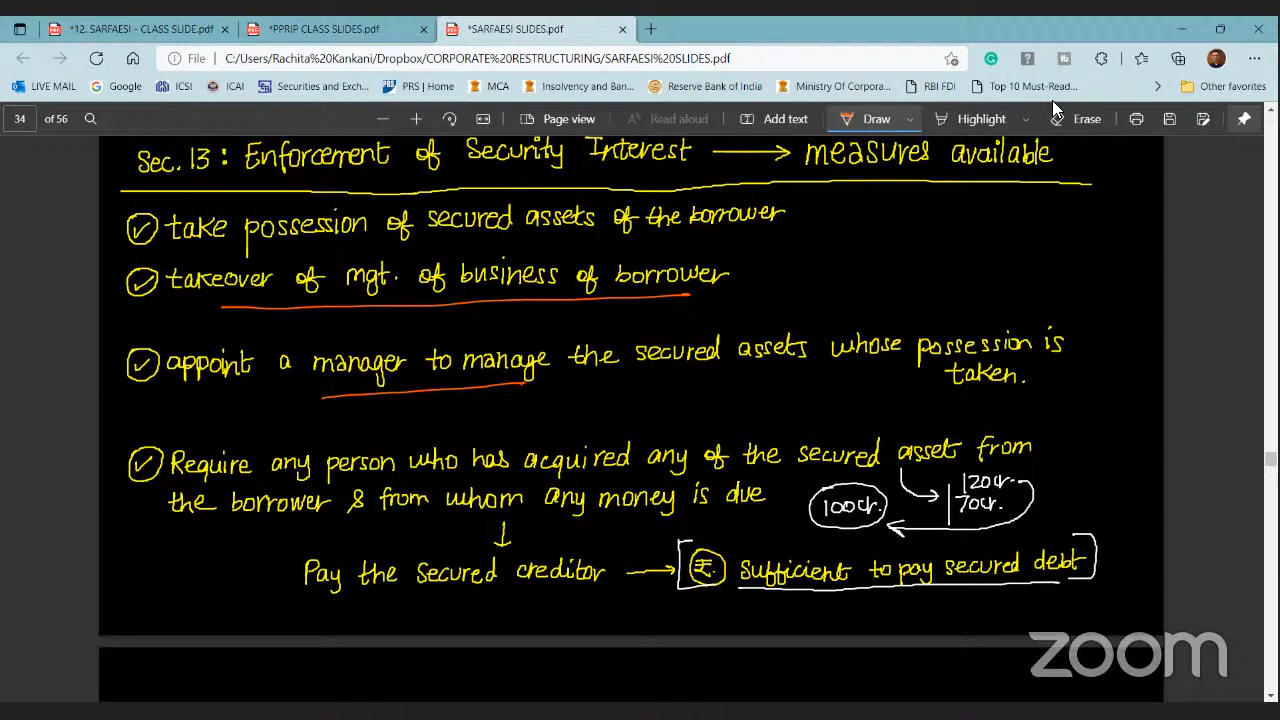 *12. SARFAESI - CLASS SLIDE.pdf
*PPRIP CLASS SLIDES.pdf
*SARFAESI SLIDES.pdf
File
C:/Users/Rachita%20Kankani/Dropbox/CORPORATE%20RESTRUCTURING/SARFAESI%20SLIDES.pdf
LIVE MAIL
Google
ICSI
ICAI
Securities and Exch...
PRS | Home
MCA
Insolvency and Ban...
Reserve Bank of India
Ministry Of Corpora...
RBI FDI
Top 10 Must-Read...
Other favorites
34 of 56
Page view
Read aloud
Add text
Draw
Highlight
Erase
Sec. 13 : Enforcement of Security Interest → measures available
take possession of secured assets of the borrower
takeover of mgt. of business of borrower
appoint a manager to manage the secured assets whose possession is
taken.
Require any person who has acquired any of the secured asset from
the borrower & from whom any money is due
100cr.
120cr.
70cr.
Pay the secured creditor → [₹ sufficient to pay secured debt]
zoom